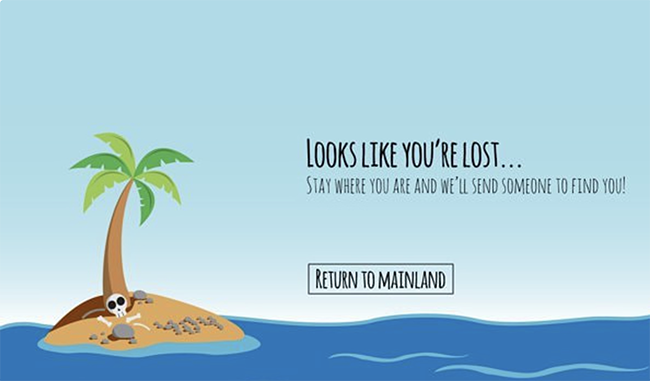 LOOKS LIKE YOU'RE LOST...
STAY WHERE YOU ARE AND WE'LL SEND SOMEONE TO FIND YOU!
RETURN TO MAINLAND
404